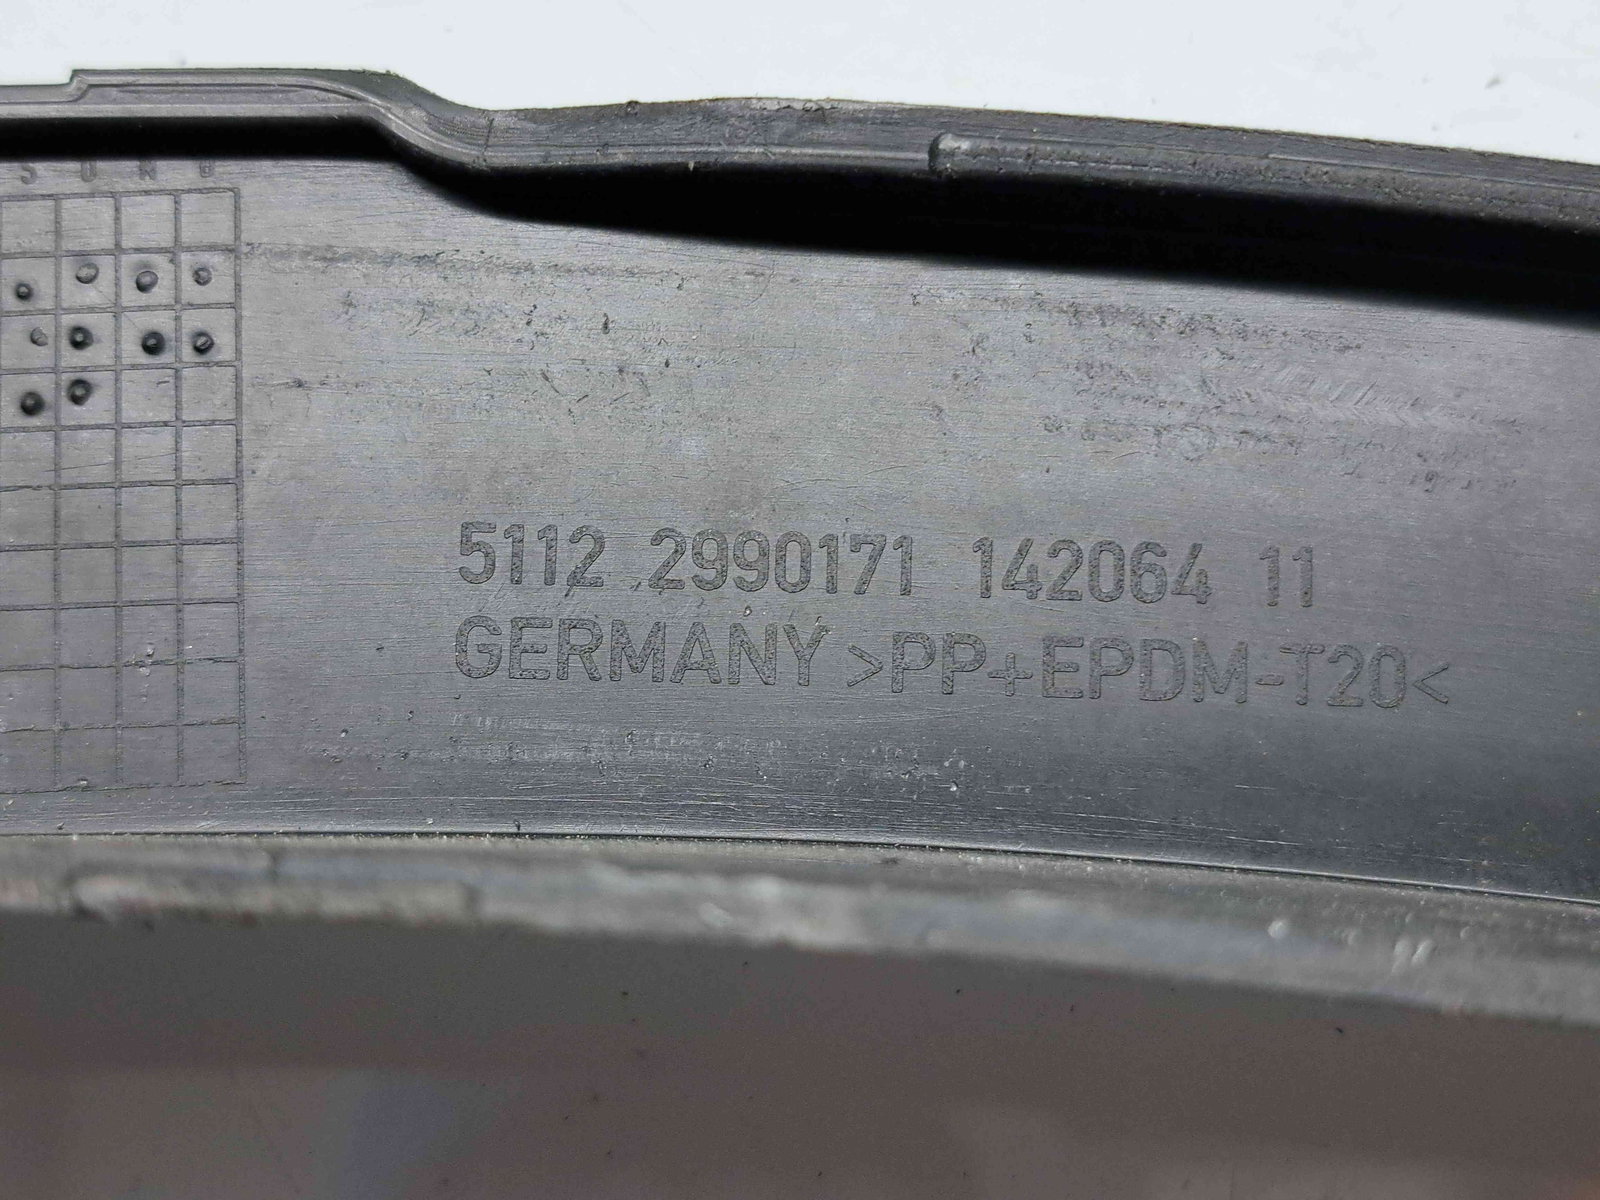 5112 2990171 142064 11
GERMANY >PP+EPDM-T20<